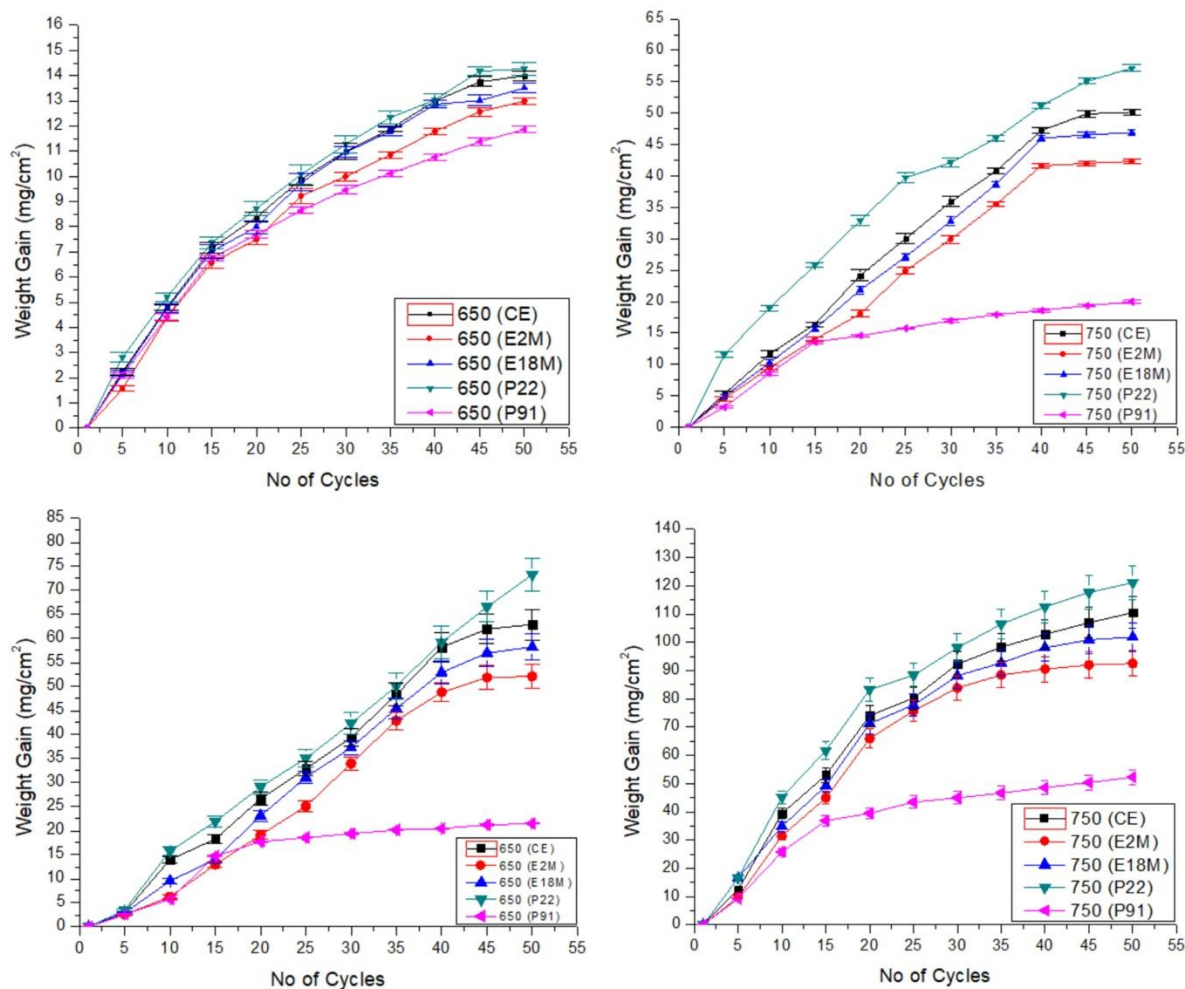 16
15
14
13
12
11
10
9
8
7
6
5
4
3
2
1
0
Weight Gain (mg/cm²)
650 (CE)
650 (E2M)
650 (E18M)
650 (P22)
650 (P91)
0 5 10 15 20 25 30 35 40 45 50 55
No of Cycles
65
60
55
50
45
40
35
30
25
20
15
10
5
0
Weight Gain (mg/cm²)
750 (CE)
750 (E2M)
750 (E18M)
750 (P22)
750 (P91)
0 5 10 15 20 25 30 35 40 45 50 55
No of Cycles
85
80
75
70
65
60
55
50
45
40
35
30
25
20
15
10
5
0
Weight Gain (mg/cm²)
650 (CE)
650 (E2M)
650 (E18M)
650 (P22)
650 (P91)
0 5 10 15 20 25 30 35 40 45 50 55
No of Cycles
140
130
120
110
100
90
80
70
60
50
40
30
20
10
0
Weight Gain (mg/cm²)
750 (CE)
750 (E2M)
750 (E18M)
750 (P22)
750 (P91)
0 5 10 15 20 25 30 35 40 45 50 55
No of Cycles